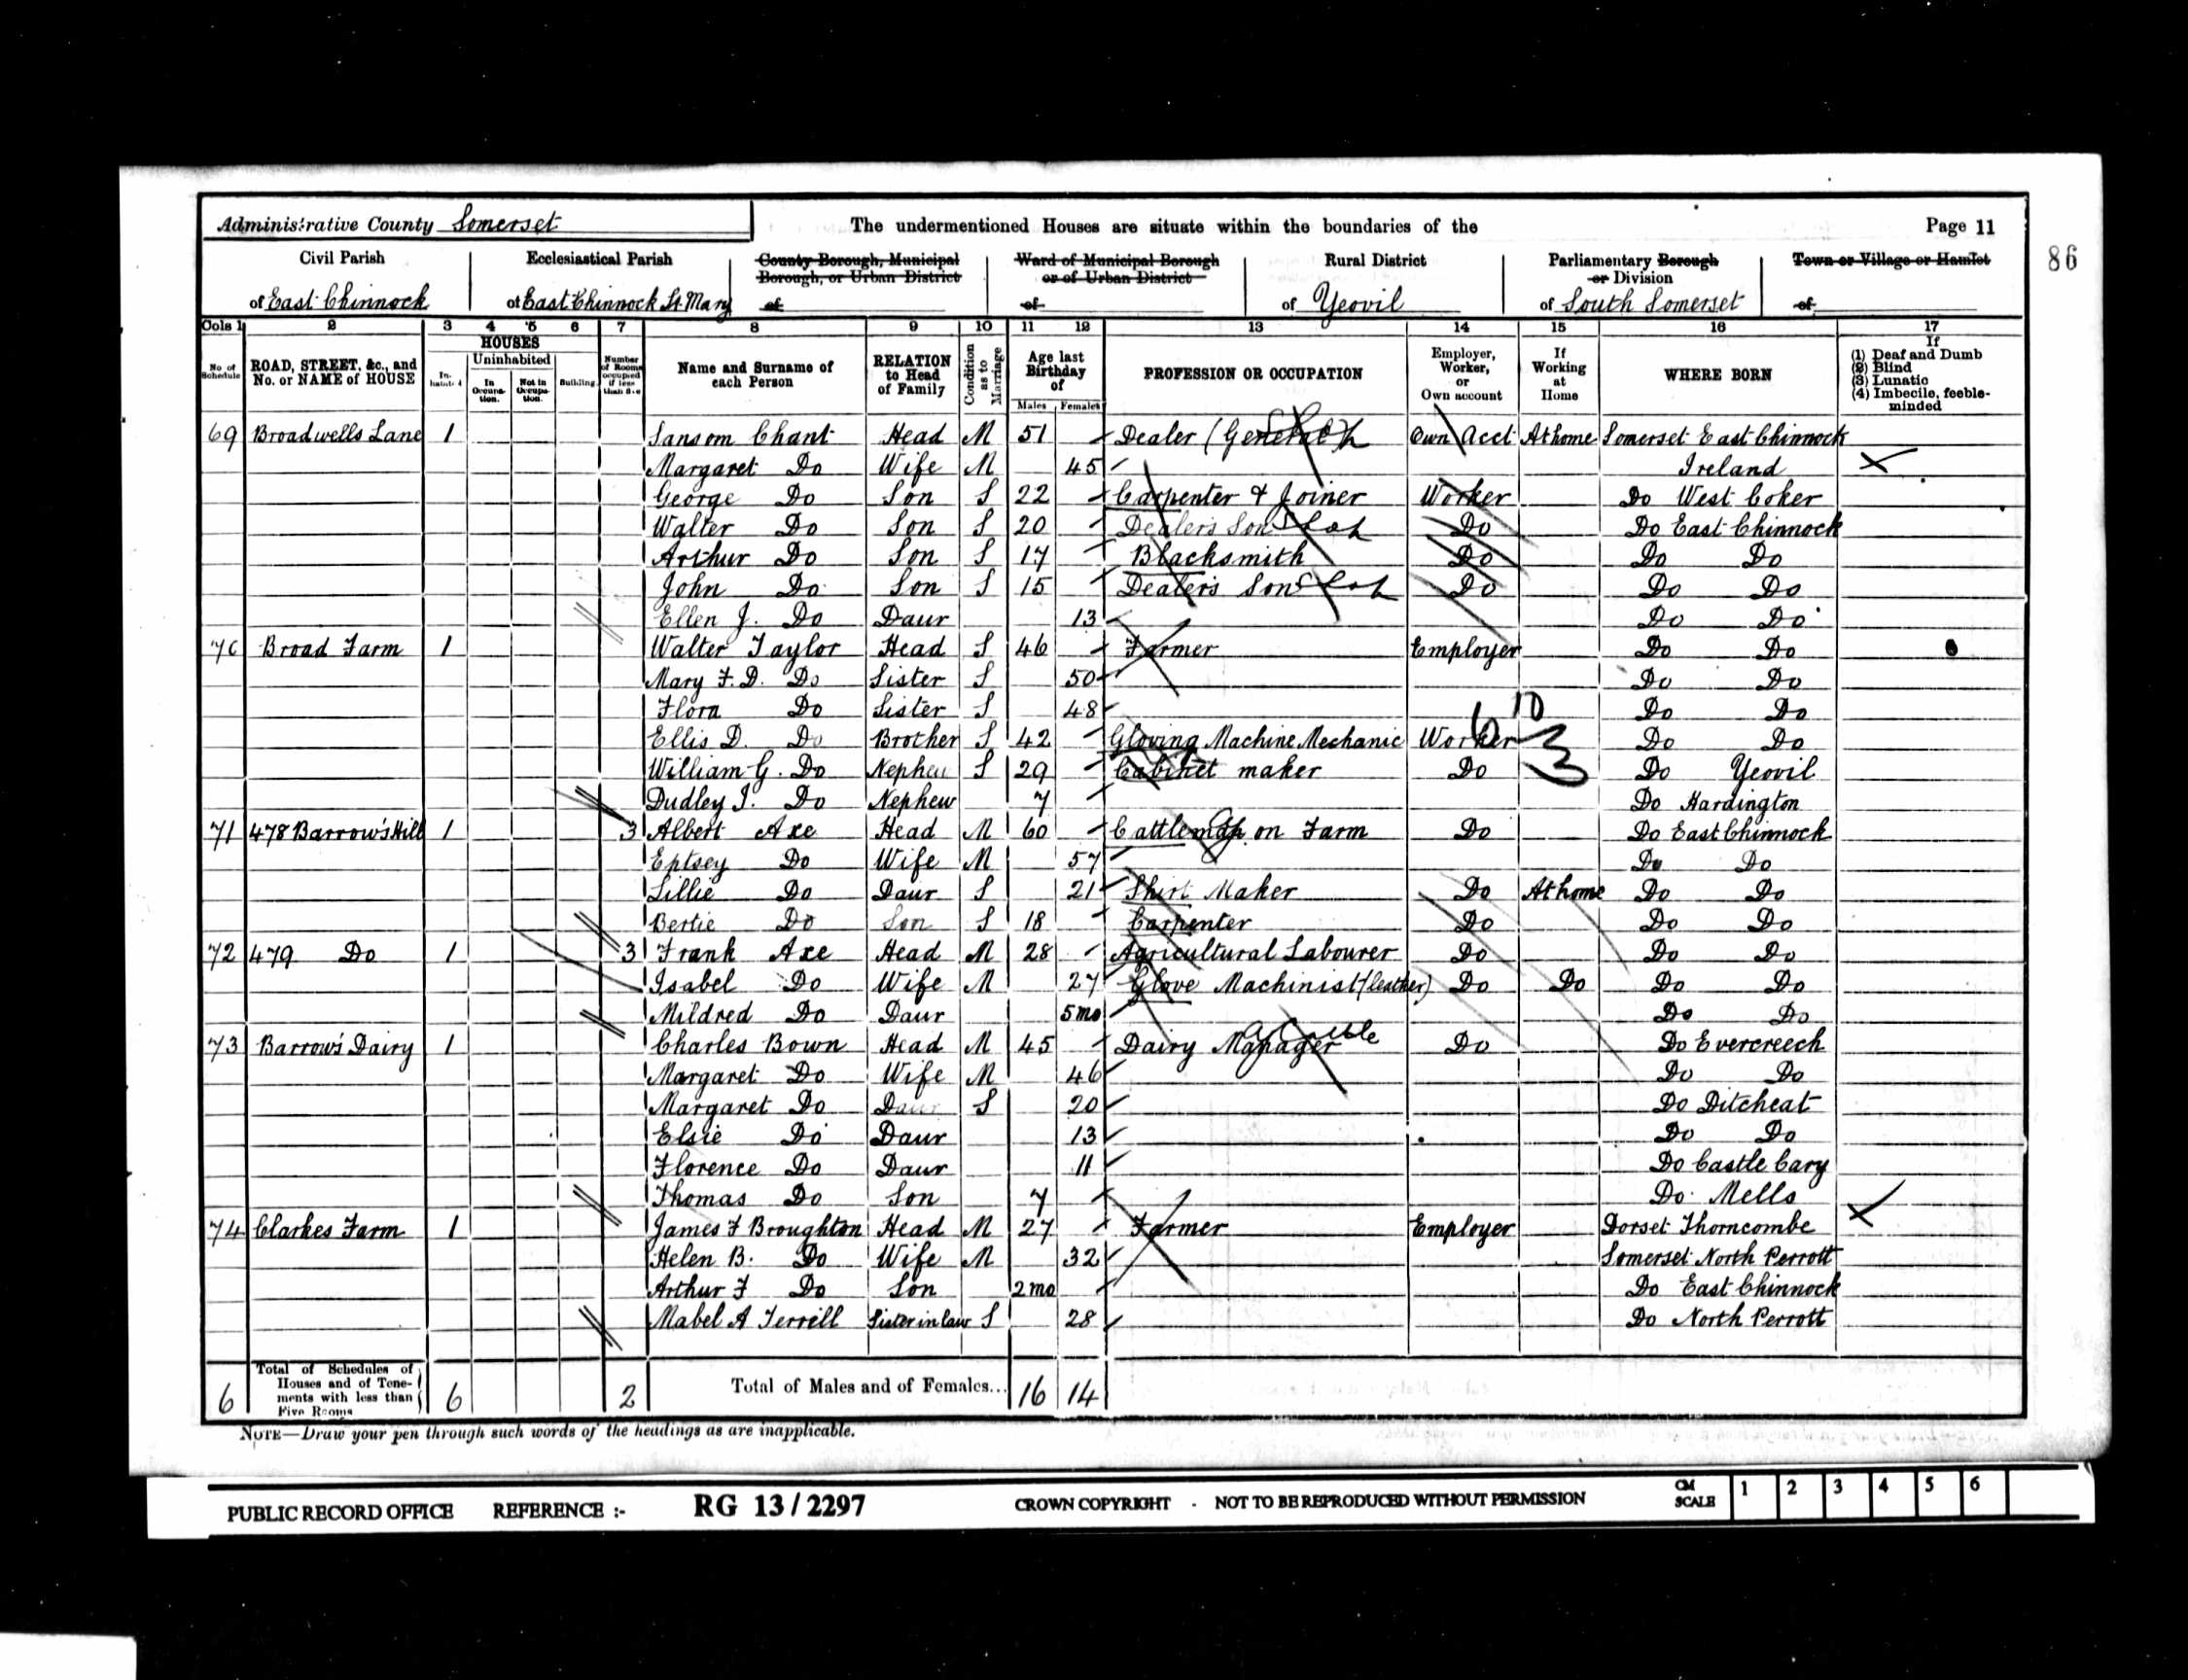 Administrative County Somerset The undermentioned Houses are situate within the boundaries of the Page 11
86
Civil Parish Ecclesiastical Parish County Borough, Municipal Borough, or Urban District Ward of Municipal Borough or of Urban District Rural District Parliamentary Borough or Division Town or Village or Hamlet
of East Chinnock of East Chinnock St. Mary of of of Yeovil of South Somerset of
Cols 1 2 3 4 5 6 7 8 9 10 11 12 13 14 15 16 17
No of Schedule ROAD, STREET, &c., and No. or NAME of HOUSE HOUSES Uninhabited In Occupation. Not in Occupation. Building. Number of Rooms occupied if less than five Name and Surname of each Person RELATION to Head of Family Condition as to Marriage Age last Birthday of Males Females PROFESSION OR OCCUPATION Employer, Worker, or Own account If Working at Home WHERE BORN If (1) Deaf and Dumb (2) Blind (3) Lunatic (4) Imbecile, feeble-minded
69 Broadwells Lane 1 Sansom Chant Head M 51 Dealer (General) Own Acct At home Somerset East Chinnock
Margaret Do Wife M 45 Ireland
George Do Son S 22 Carpenter & Joiner Worker Do West Coker
Walter Do Son S 20 Dealer's Son Do Do East Chinnock
Arthur Do Son S 17 Blacksmith Do Do Do
John Do Son S 15 Dealer's Son Do Do Do
Ellen J. Do Daur 13 Do Do
70 Broad Farm 1 Walter Taylor Head S 46 Farmer Employer Do Do
Mary F. D. Do Sister S 50 Do Do
Flora Do Sister S 48 Do Do
Ellis D. Do Brother S 42 Gloving Machine Mechanic Worker Do Do
William G. Do Nephew S 29 Cabinet maker Do Do Yeovil
Dudley J. Do Nephew 7 Do Hardington
71 478 Barrow's Hill 1 3 Albert Axe Head M 60 Cattleman on Farm Do Do East Chinnock
Eptsey Do Wife M 57 Do Do
Lillie Do Daur S 21 Shirt Maker Do At home Do Do
Bertie Do Son S 18 Carpenter Do Do Do
72 479 Do 1 3 Frank Axe Head M 28 Agricultural Labourer Do Do Do
Isabel Do Wife M 27 Glove Machinist (leather) Do Do Do Do
Mildred Do Daur 5 mo Do Do
73 Barrow's Dairy 1 Charles Bown Head M 45 Dairy Manager Do Do Evercreech
Margaret Do Wife M 46 Do Do
Margaret Do Daur S 20 Do Ditcheat
Elsie Do Daur 13 Do Do
Florence Do Daur 11 Do Castle Cary
Thomas Do Son 7 Do Mells
74 Clarkes Farm 1 James F Broughton Head M 27 Farmer Employer Dorset Thorncombe
Helen B. Do Wife M 32 Somerset North Perrott
Arthur F Do Son 2 mo Do East Chinnock
Mabel A Terrill Sister in law S 28 Do North Perrott
6 Total of Schedules of Houses and of Tenements with less than Five Rooms 6 2 Total of Males and of Females... 16 14
NOTE—Draw your pen through such words of the headings as are inapplicable.
PUBLIC RECORD OFFICE REFERENCE :- RG 13 / 2297 CROWN COPYRIGHT - NOT TO BE REPRODUCED WITHOUT PERMISSION CM SCALE 1 2 3 4 5 6